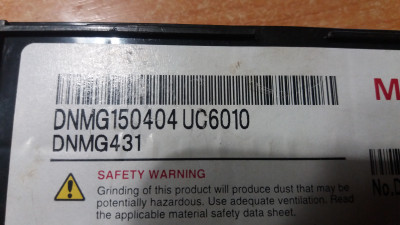 DNMG150404 UC6010
DNMG431
M
No.D
SAFETY WARNING
Grinding of this product will produce dust that may be
potentially hazardous. Use adequate ventilation. Read
the applicable material safety data sheet.